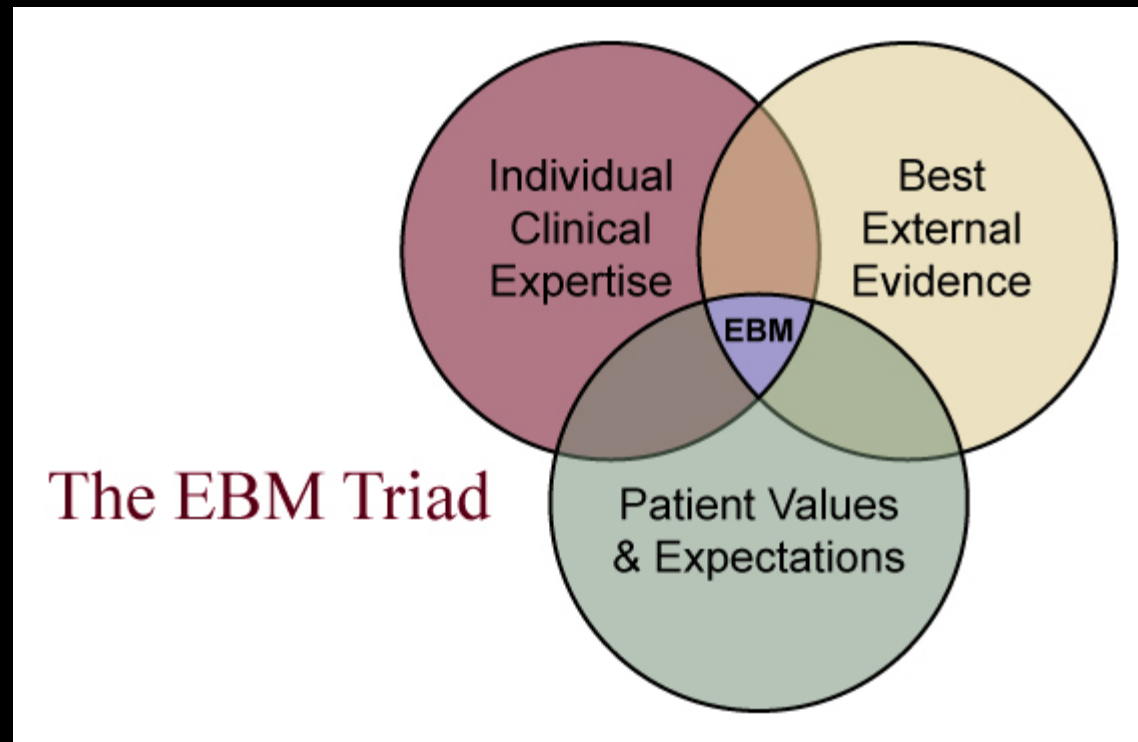 Individual
Clinical
Expertise
Best
External
Evidence
EBM
The EBM Triad
Patient Values
& Expectations